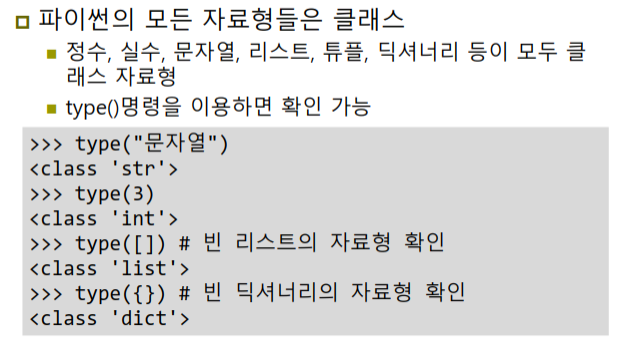 파이썬의 모든 자료형들은 클래스
정수, 실수, 문자열, 리스트, 튜플, 딕셔너리 등이 모두 클
래스 자료형
type()명령을 이용하면 확인 가능
>>> type("문자열")
<class 'str'>
>>> type(3)
<class 'int'>
>>> type([]) # 빈 리스트의 자료형 확인
<class 'list'>
>>> type({}) # 빈 딕셔너리의 자료형 확인
<class 'dict'>